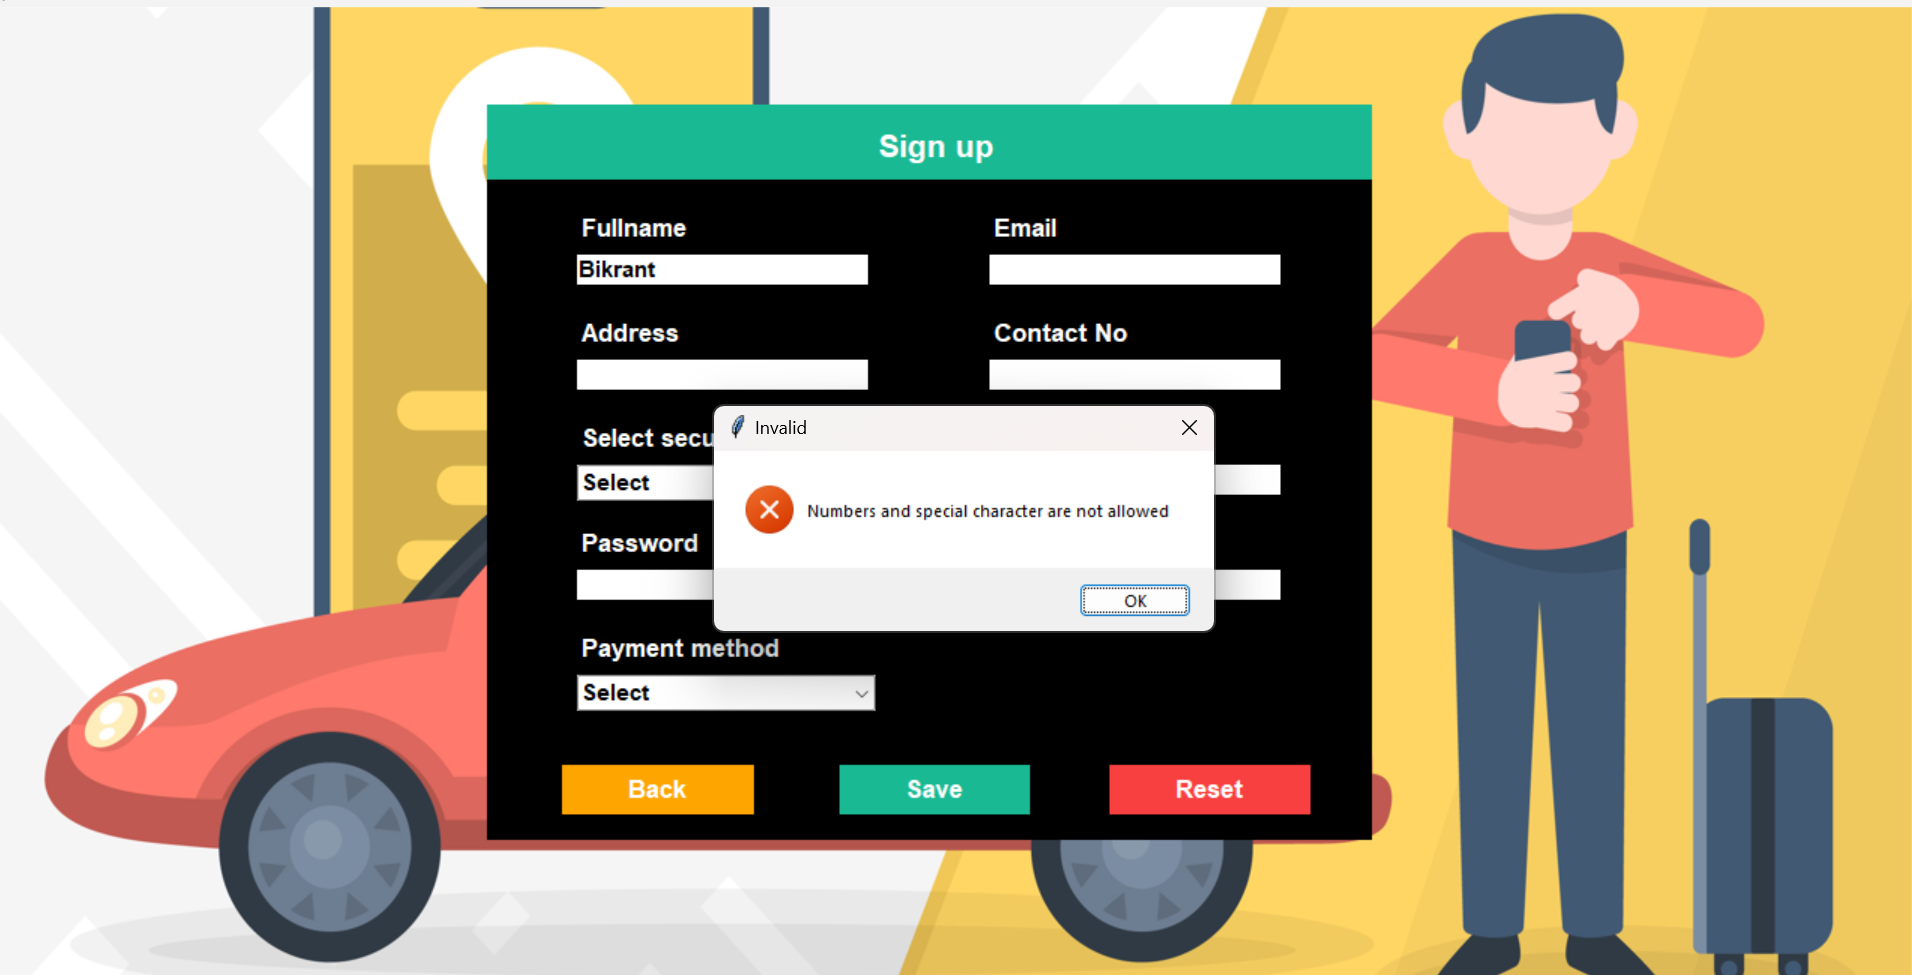 Sign up
Fullname
Email
Bikrant
Address
Contact No
Invalid
Select secu
Select
Numbers and special character are not allowed
Password
OK
Payment method
Select
Back
Save
Reset